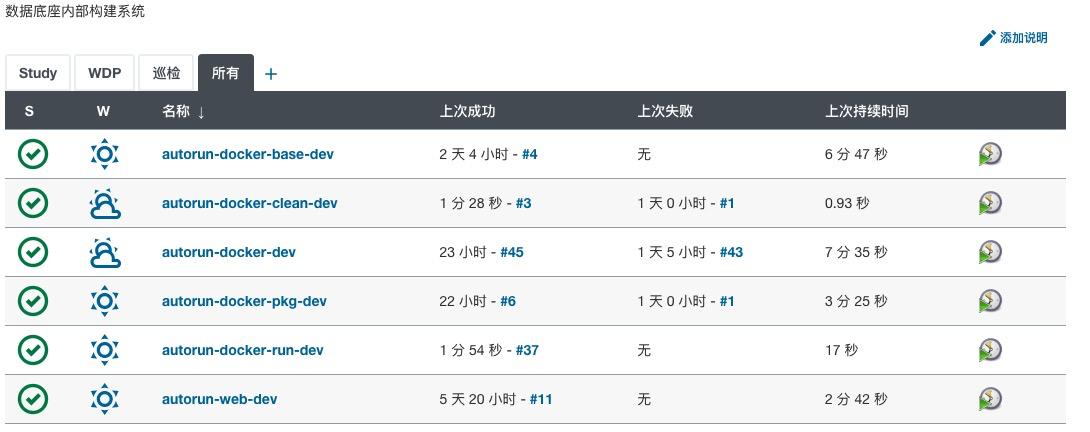 数据底座内部构建系统
添加说明
Study WDP 巡检 所有 +
S W 名称 ↓ 上次成功 上次失败 上次持续时间
autorun-docker-base-dev 2 天 4 小时 - #4 无 6 分 47 秒
autorun-docker-clean-dev 1 分 28 秒 - #3 1 天 0 小时 - #1 0.93 秒
autorun-docker-dev 23 小时 - #45 1 天 5 小时 - #43 7 分 35 秒
autorun-docker-pkg-dev 22 小时 - #6 1 天 0 小时 - #1 3 分 25 秒
autorun-docker-run-dev 1 分 54 秒 - #37 无 17 秒
autorun-web-dev 5 天 20 小时 - #11 无 2 分 42 秒